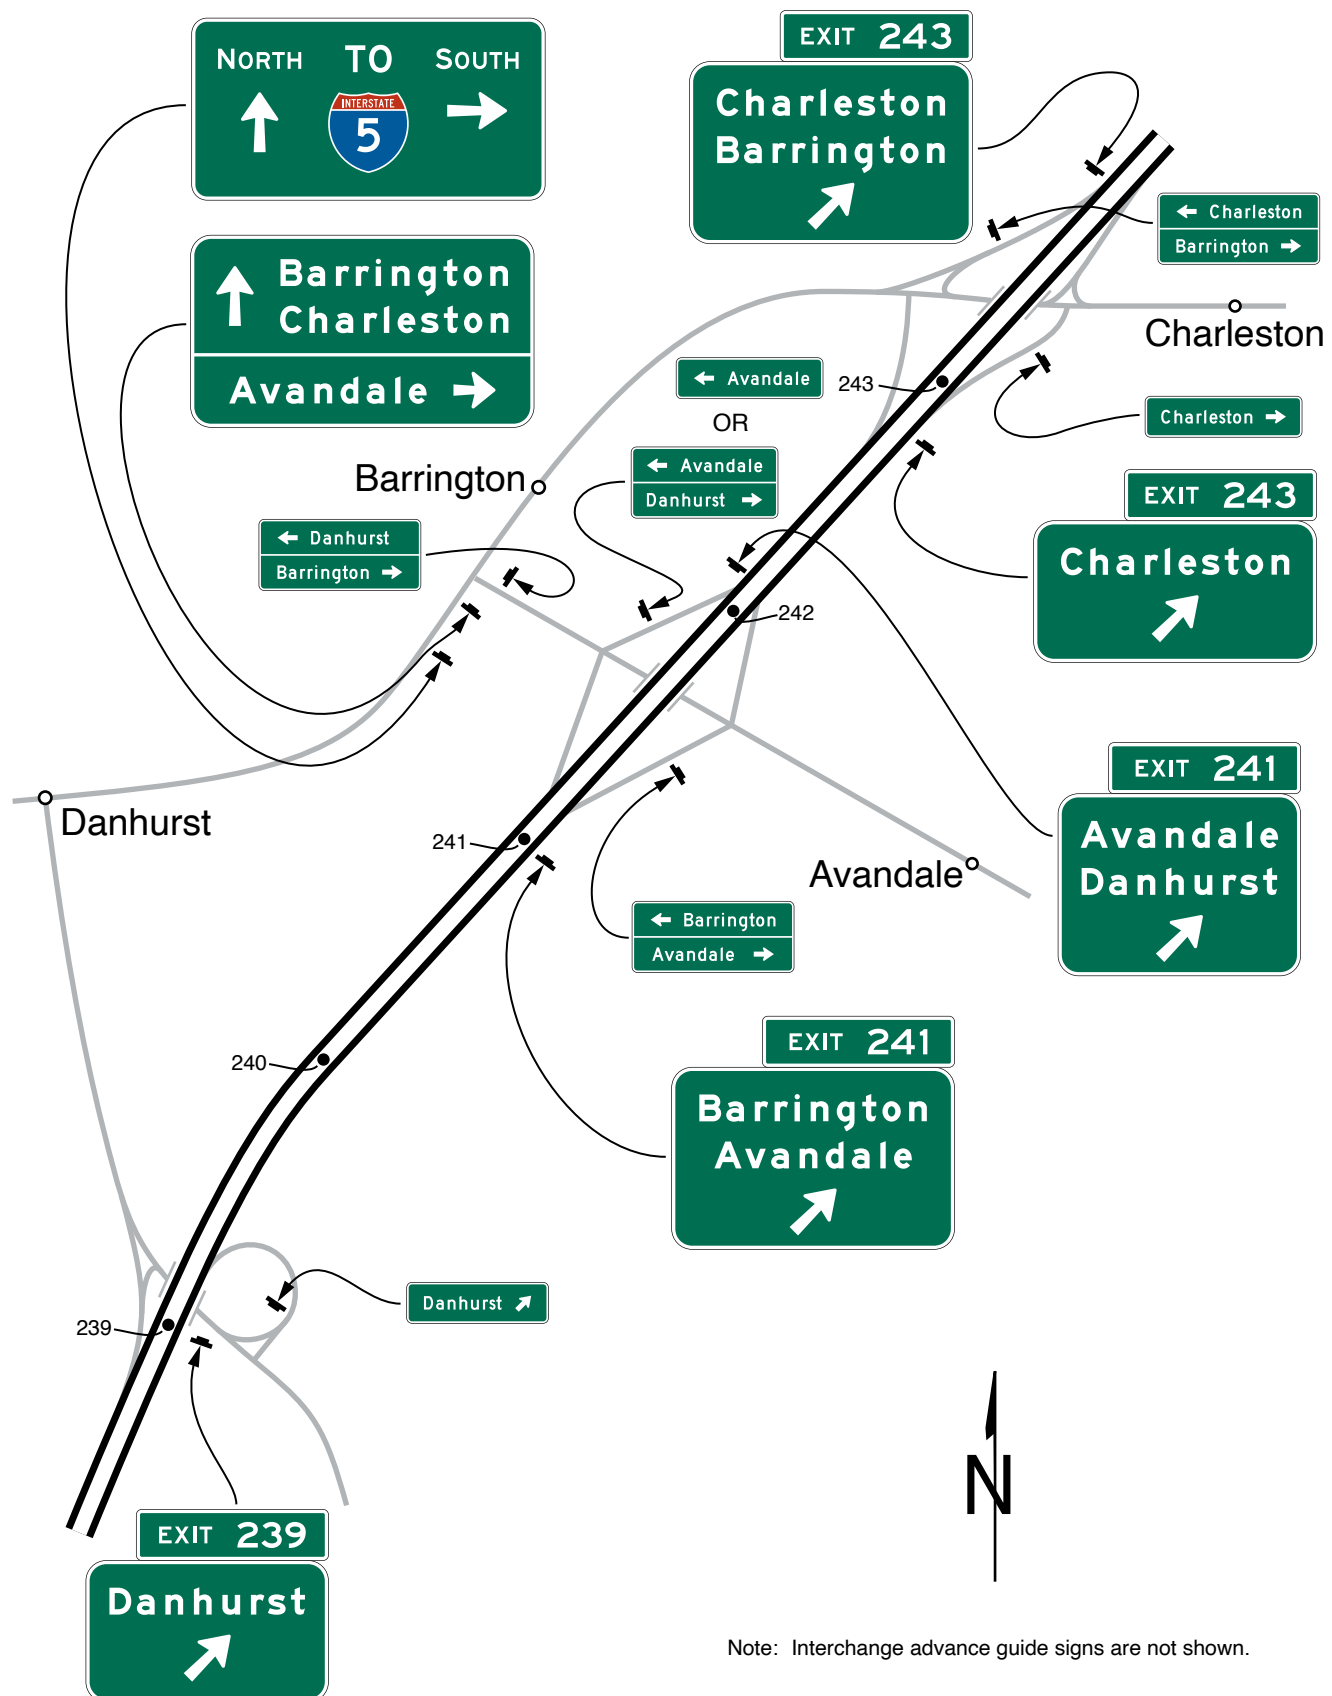 NORTH TO SOUTH
INTERSTATE
5
EXIT 243
Charleston
Barrington
← Charleston
Barrington →
Charleston
Barrington
Charleston
Avandale →
← Avandale
OR
← Avandale
Danhurst →
243
Charleston →
Barrington
EXIT 243
Charleston
← Danhurst
Barrington →
242
EXIT 241
Avandale
Danhurst
Danhurst
241
Avandale
← Barrington
Avandale →
240
EXIT 241
Barrington
Avandale
Danhurst
239
N
EXIT 239
Danhurst
Note: Interchange advance guide signs are not shown.